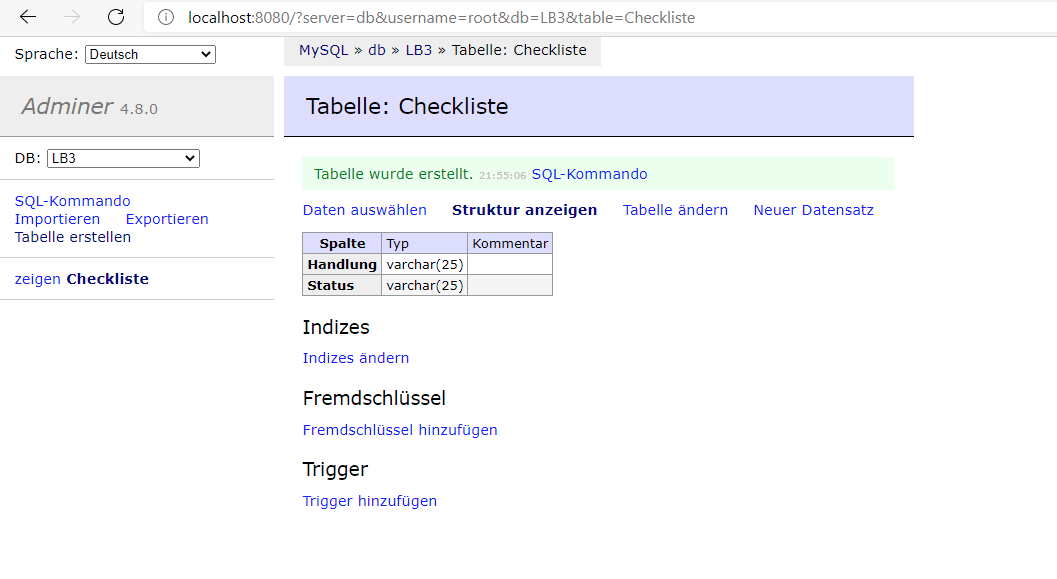 localhost:8080/?server=db&username=root&db=LB3&table=Checkliste
Sprache: Deutsch
MySQL » db » LB3 » Tabelle: Checkliste
Adminer 4.8.0
Tabelle: Checkliste
DB: LB3
SQL-Kommando
Importieren Exportieren
Tabelle erstellen
zeigen Checkliste
Tabelle wurde erstellt. 21:55:06 SQL-Kommando
Daten auswählen Struktur anzeigen Tabelle ändern Neuer Datensatz
Spalte Typ Kommentar
Handlung varchar(25)
Status varchar(25)
Indizes
Indizes ändern
Fremdschlüssel
Fremdschlüssel hinzufügen
Trigger
Trigger hinzufügen